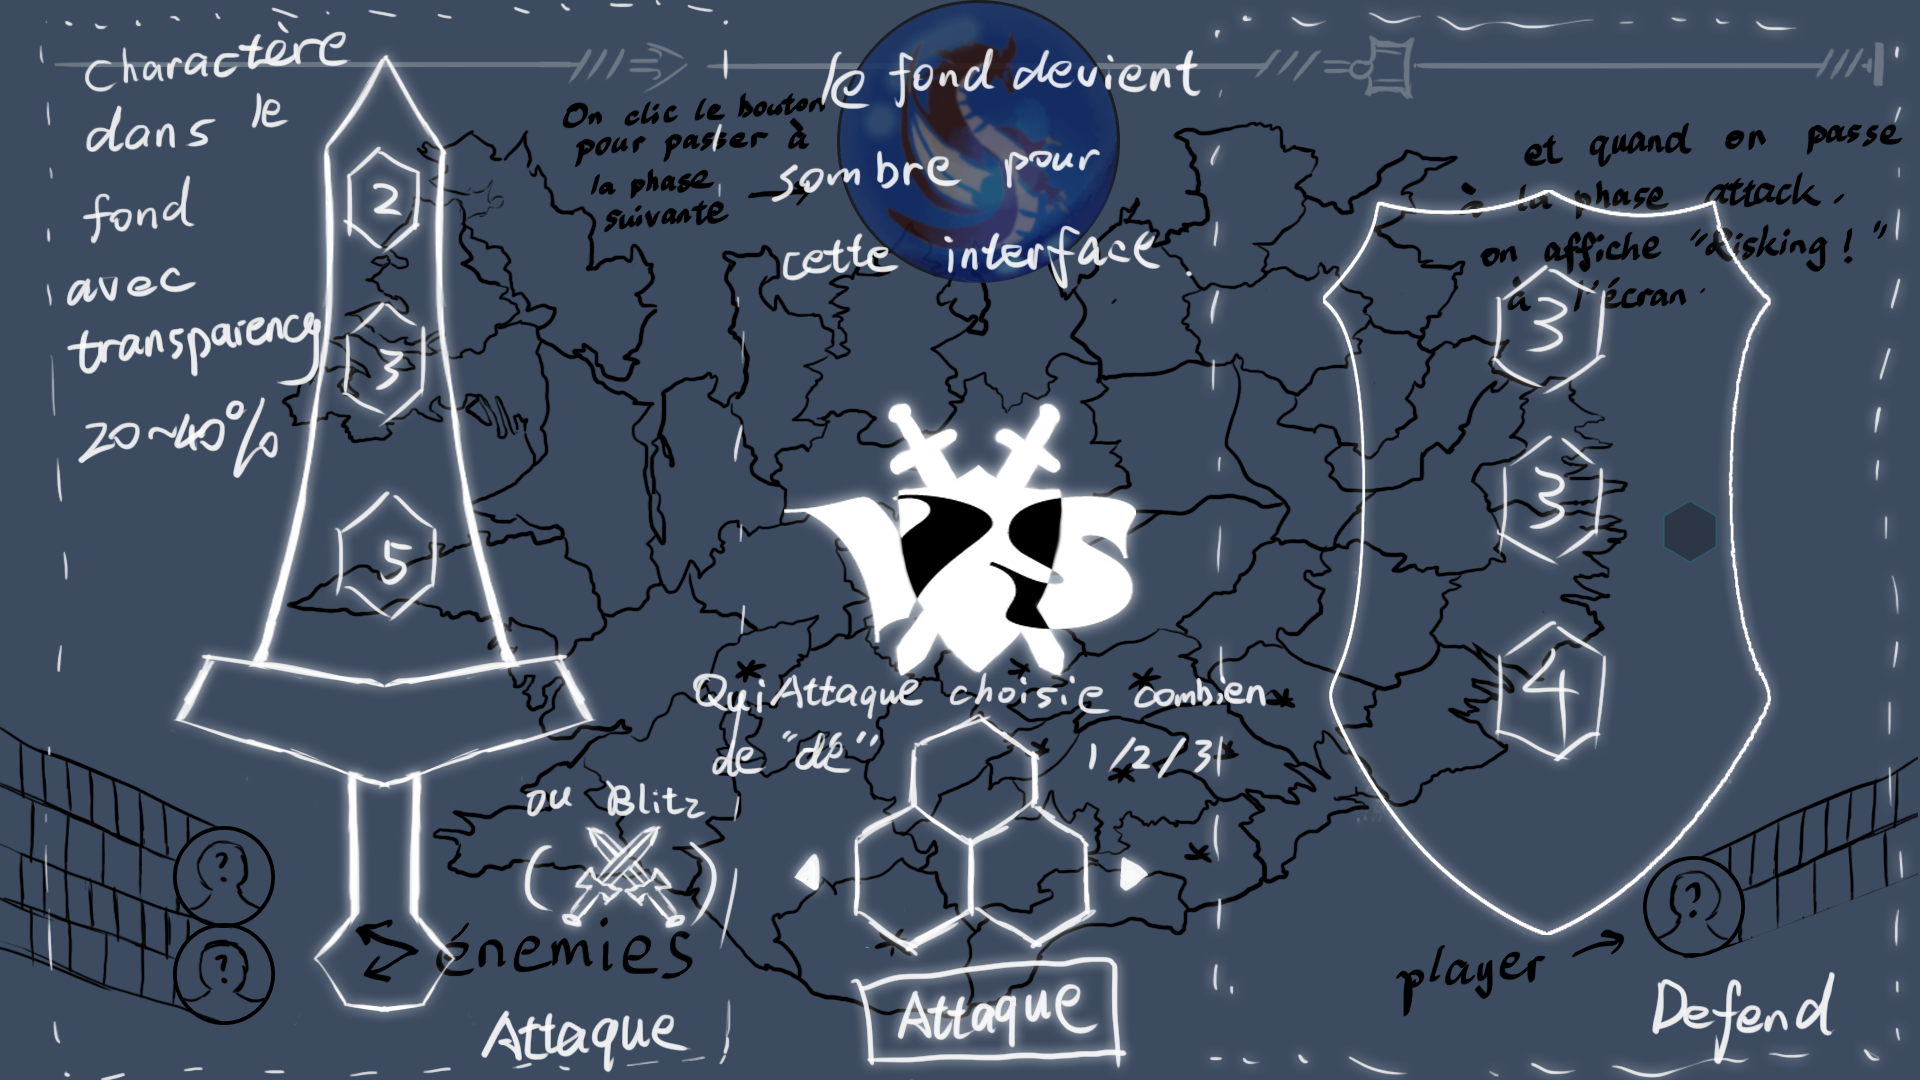 Charactère
dans le
fond
avec
transpaiency
20~40%
2
3
5
On clic le bouton
pour passer à
la phase
suivante
le fond devient
sombre pour
cette interface.
et quand on passe
à la phase attack,
on affiche "Risking!"
à l'écran.
3
3
4
VS
Qui Attaque choisie combien
de "dé" 1/2/3
ou Blitz
( )
?
?
énemies
Attaque
Attaque
player
?
Defend